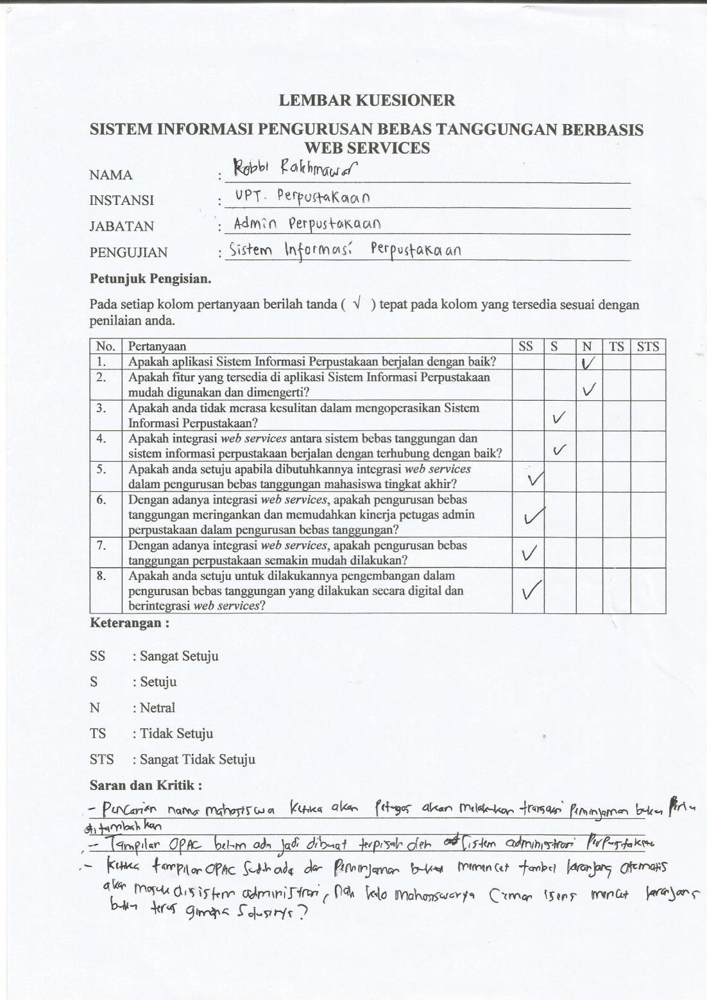 LEMBAR KUESIONER
SISTEM INFORMASI PENGURUSAN BEBAS TANGGUNGAN BERBASIS
WEB SERVICES
NAMA : Robbi Rakhmawat
INSTANSI : UPT. Perpustakaan
JABATAN : Admin Perpustakaan
PENGUJIAN : Sistem Informasi Perpustakaan
Petunjuk Pengisian.
Pada setiap kolom pertanyaan berilah tanda ( √ ) tepat pada kolom yang tersedia sesuai dengan
penilaian anda.
No. Pertanyaan SS S N TS STS
1. Apakah aplikasi Sistem Informasi Perpustakaan berjalan dengan baik? ✓
2. Apakah fitur yang tersedia di aplikasi Sistem Informasi Perpustakaan
mudah digunakan dan dimengerti? ✓
3. Apakah anda tidak merasa kesulitan dalam mengoperasikan Sistem
Informasi Perpustakaan? ✓
4. Apakah integrasi web services antara sistem bebas tanggungan dan
sistem informasi perpustakaan berjalan dengan terhubung dengan baik? ✓
5. Apakah anda setuju apabila dibutuhkannya integrasi web services
dalam pengurusan bebas tanggungan mahasiswa tingkat akhir? ✓
6. Dengan adanya integrasi web services, apakah pengurusan bebas
tanggungan meringankan dan memudahkan kinerja petugas admin
perpustakaan dalam pengurusan bebas tanggungan? ✓
7. Dengan adanya integrasi web services, apakah pengurusan bebas
tanggungan perpustakaan semakin mudah dilakukan? ✓
8. Apakah anda setuju untuk dilakukannya pengembangan dalam
pengurusan bebas tanggungan yang dilakukan secara digital dan
berintegrasi web services? ✓
Keterangan :
SS : Sangat Setuju
S : Setuju
N : Netral
TS : Tidak Setuju
STS : Sangat Tidak Setuju
Saran dan Kritik :
- Pencarian nama mahasiswa ketika akan petugas akan melakukan transaksi peminjaman buku perlu
ditambahkan
- Tampilan OPAC belum ada jadi dibuat terpisah oleh sistem administrasi perpustakaan
- ketika tampilan OPAC sudah ada dan peminjaman buku memencet tombol keranjang otomatis
akan masuk disistem administrasi, nah kalo mahasiswanya cuman iseng mencet keranjang
buku terus gimana solusinya?